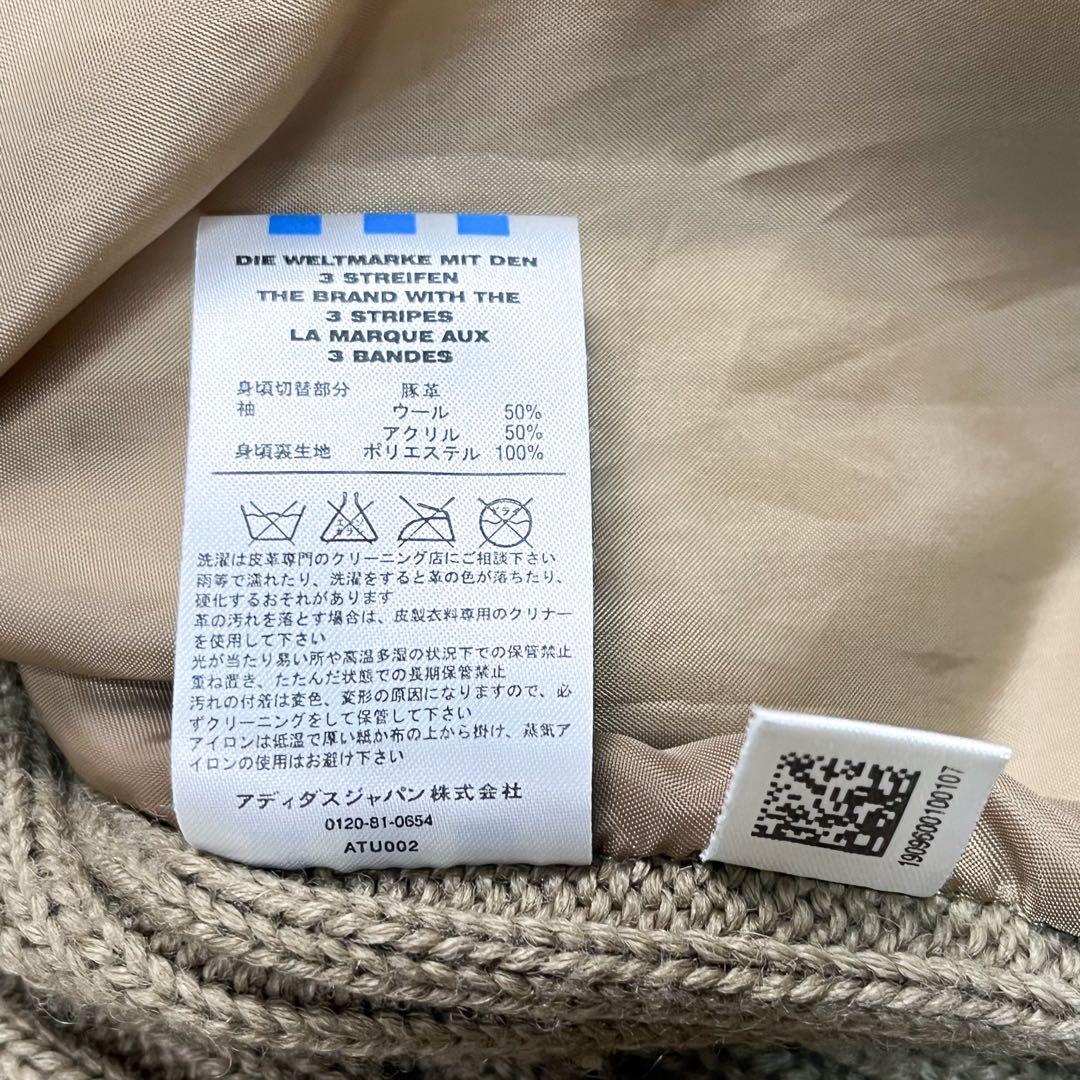 DIE WELTMARKE MIT DEN
3 STREIFEN
THE BRAND WITH THE
3 STRIPES
LA MARQUE AUX
3 BANDES
身頃切替部分 豚革
袖 ウール 50%
アクリル 50%
身頃裏生地 ポリエステル 100%
エンソ
サラシ
ドライ
洗濯は皮革専門のクリーニング店にご相談下さい
雨等で濡れたり、洗濯をすると革の色が落ちたり、
硬化するおそれがあります
革の汚れを落とす場合は、皮製衣料専用のクリナー
を使用して下さい
光が当たり易い所や高温多湿の状況下での保管禁止
重ね置き、たたんだ状態での長期保管禁止
汚れの付着は変色、変形の原因になりますので、必
ずクリーニングをして保管して下さい
アイロンは低温で厚い紙か布の上から掛け、蒸気ア
イロンの使用はお避け下さい
アディダスジャパン株式会社
0120-81-0654
ATU002
1909600100107